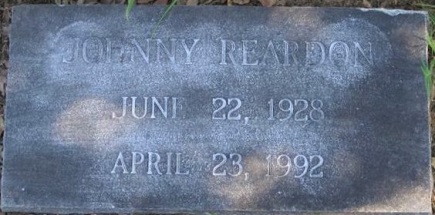 JOHNNY REARDON
JUNE 22, 1928
APRIL 23, 1992